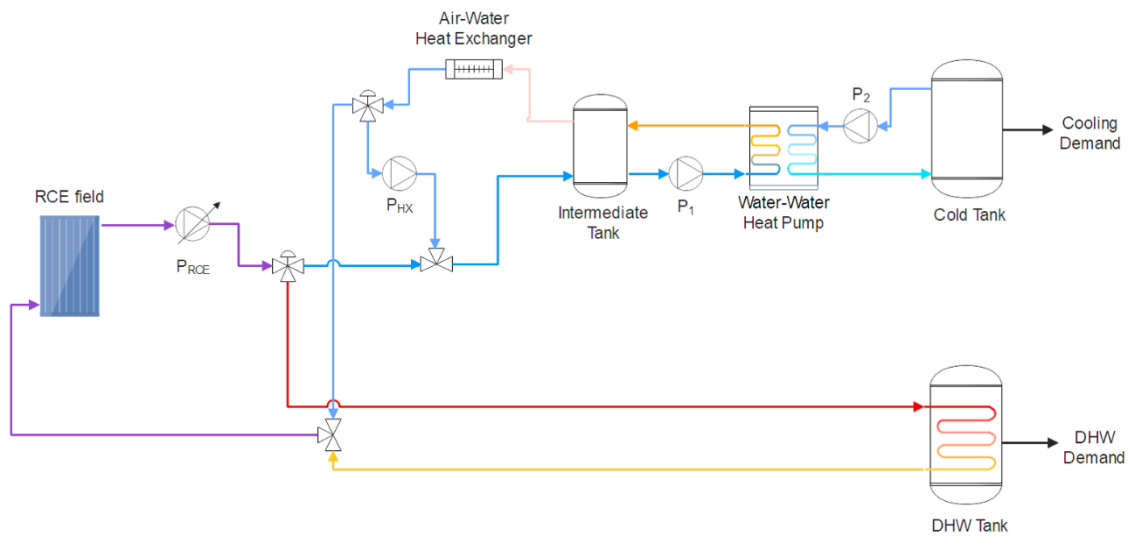 Air-Water
Heat Exchanger
P2
Cooling
Demand
PHX
RCE field
Intermediate
Tank
P1
Water-Water
Heat Pump
Cold Tank
PRCE
DHW
Demand
DHW Tank